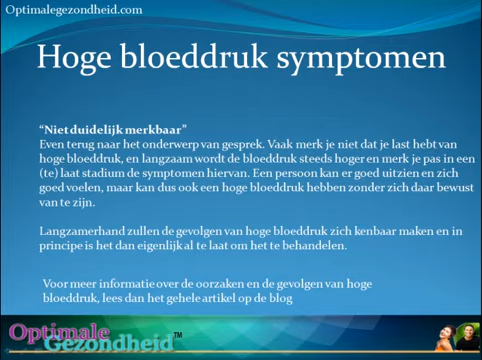 Optimalegezondheid.com
Hoge bloeddruk symptomen
“Niet duidelijk merkbaar”
Even terug naar het onderwerp van gesprek. Vaak merk je niet dat je last hebt van
hoge bloeddruk, en langzaam wordt de bloeddruk steeds hoger en merk je pas in een
(te) laat stadium de symptomen hiervan. Een persoon kan er goed uitzien en zich
goed voelen, maar kan dus ook een hoge bloeddruk hebben zonder zich daar bewust
van te zijn.
Langzamerhand zullen de gevolgen van hoge bloeddruk zich kenbaar maken en in
principe is het dan eigenlijk al te laat om het te behandelen.
Voor meer informatie over de oorzaken en de gevolgen van hoge
bloeddruk, lees dan het gehele artikel op de blog
Optimale
Gezondheid™